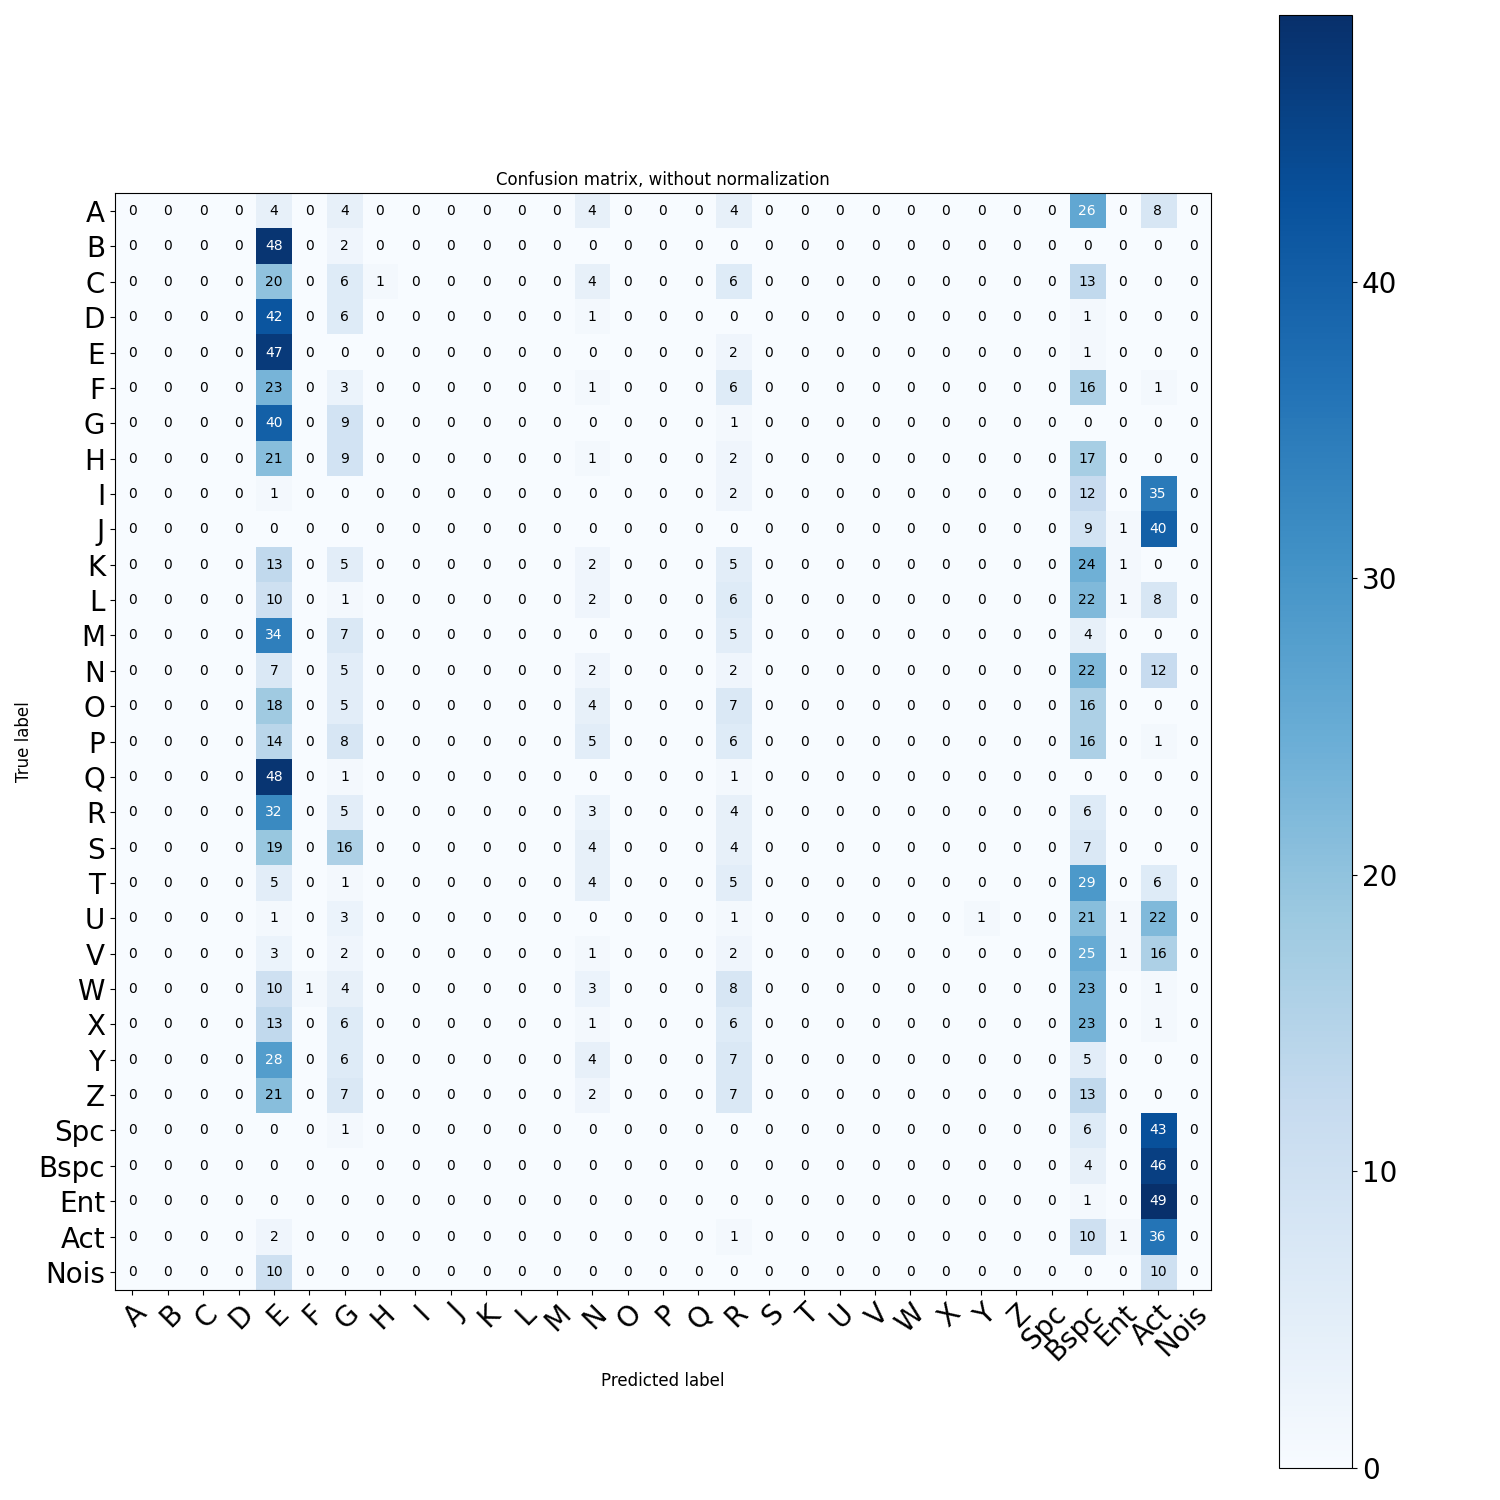 Confusion matrix, without normalization
A 0 0 0 0 4 0 4 0 0 0 0 0 0 4 0 0 0 4 0 0 0 0 0 0 0 0 0 26 0 8 0
B 0 0 0 0 48 0 2 0 0 0 0 0 0 0 0 0 0 0 0 0 0 0 0 0 0 0 0 0 0 0 0
C 0 0 0 0 20 0 6 1 0 0 0 0 0 4 0 0 0 6 0 0 0 0 0 0 0 0 0 13 0 0 0
D 0 0 0 0 42 0 6 0 0 0 0 0 0 1 0 0 0 0 0 0 0 0 0 0 0 0 0 1 0 0 0
E 0 0 0 0 47 0 0 0 0 0 0 0 0 0 0 0 0 2 0 0 0 0 0 0 0 0 0 1 0 0 0
F 0 0 0 0 23 0 3 0 0 0 0 0 0 1 0 0 0 6 0 0 0 0 0 0 0 0 0 16 0 1 0
G 0 0 0 0 40 0 9 0 0 0 0 0 0 0 0 0 0 1 0 0 0 0 0 0 0 0 0 0 0 0 0
H 0 0 0 0 21 0 9 0 0 0 0 0 0 1 0 0 0 2 0 0 0 0 0 0 0 0 0 17 0 0 0
I 0 0 0 0 1 0 0 0 0 0 0 0 0 0 0 0 0 2 0 0 0 0 0 0 0 0 0 12 0 35 0
J 0 0 0 0 0 0 0 0 0 0 0 0 0 0 0 0 0 0 0 0 0 0 0 0 0 0 0 9 1 40 0
K 0 0 0 0 13 0 5 0 0 0 0 0 0 2 0 0 0 5 0 0 0 0 0 0 0 0 0 24 1 0 0
L 0 0 0 0 10 0 1 0 0 0 0 0 0 2 0 0 0 6 0 0 0 0 0 0 0 0 0 22 1 8 0
M 0 0 0 0 34 0 7 0 0 0 0 0 0 0 0 0 0 5 0 0 0 0 0 0 0 0 0 4 0 0 0
N 0 0 0 0 7 0 5 0 0 0 0 0 0 2 0 0 0 2 0 0 0 0 0 0 0 0 0 22 0 12 0
O 0 0 0 0 18 0 5 0 0 0 0 0 0 4 0 0 0 7 0 0 0 0 0 0 0 0 0 16 0 0 0
P 0 0 0 0 14 0 8 0 0 0 0 0 0 5 0 0 0 6 0 0 0 0 0 0 0 0 0 16 0 1 0
Q 0 0 0 0 48 0 1 0 0 0 0 0 0 0 0 0 0 1 0 0 0 0 0 0 0 0 0 0 0 0 0
R 0 0 0 0 32 0 5 0 0 0 0 0 0 3 0 0 0 4 0 0 0 0 0 0 0 0 0 6 0 0 0
S 0 0 0 0 19 0 16 0 0 0 0 0 0 4 0 0 0 4 0 0 0 0 0 0 0 0 0 7 0 0 0
T 0 0 0 0 5 0 1 0 0 0 0 0 0 4 0 0 0 5 0 0 0 0 0 0 0 0 0 29 0 6 0
U 0 0 0 0 1 0 3 0 0 0 0 0 0 0 0 0 0 1 0 0 0 0 0 0 1 0 0 21 1 22 0
V 0 0 0 0 3 0 2 0 0 0 0 0 0 1 0 0 0 2 0 0 0 0 0 0 0 0 0 25 1 16 0
W 0 0 0 0 10 1 4 0 0 0 0 0 0 3 0 0 0 8 0 0 0 0 0 0 0 0 0 23 0 1 0
X 0 0 0 0 13 0 6 0 0 0 0 0 0 1 0 0 0 6 0 0 0 0 0 0 0 0 0 23 0 1 0
Y 0 0 0 0 28 0 6 0 0 0 0 0 0 4 0 0 0 7 0 0 0 0 0 0 0 0 0 5 0 0 0
Z 0 0 0 0 21 0 7 0 0 0 0 0 0 2 0 0 0 7 0 0 0 0 0 0 0 0 0 13 0 0 0
Spc 0 0 0 0 0 0 1 0 0 0 0 0 0 0 0 0 0 0 0 0 0 0 0 0 0 0 0 6 0 43 0
Bspc 0 0 0 0 0 0 0 0 0 0 0 0 0 0 0 0 0 0 0 0 0 0 0 0 0 0 0 4 0 46 0
Ent 0 0 0 0 0 0 0 0 0 0 0 0 0 0 0 0 0 0 0 0 0 0 0 0 0 0 0 1 0 49 0
Act 0 0 0 0 2 0 0 0 0 0 0 0 0 0 0 0 0 1 0 0 0 0 0 0 0 0 0 10 1 36 0
Nois 0 0 0 0 10 0 0 0 0 0 0 0 0 0 0 0 0 0 0 0 0 0 0 0 0 0 0 0 0 10 0
A B C D E F G H I J K L M N O P Q R S T U V W X Y Z Spc Bspc Ent Act Nois
Predicted label
True label
40
30
20
10
0